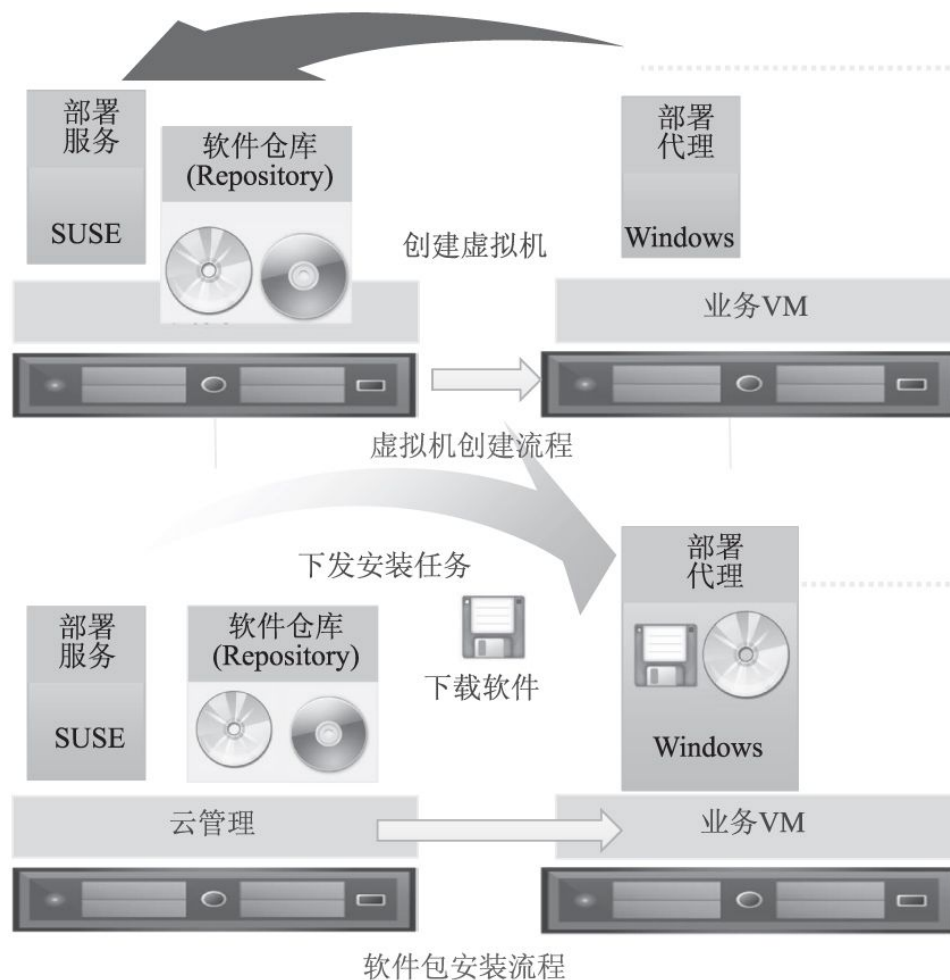 部署
服务
SUSE
软件仓库
(Repository)
创建虚拟机
部署
代理
Windows
业务VM
虚拟机创建流程
下发安装任务
部署
服务
SUSE
软件仓库
(Repository)
下载软件
部署
代理
Windows
云管理
业务VM
软件包安装流程